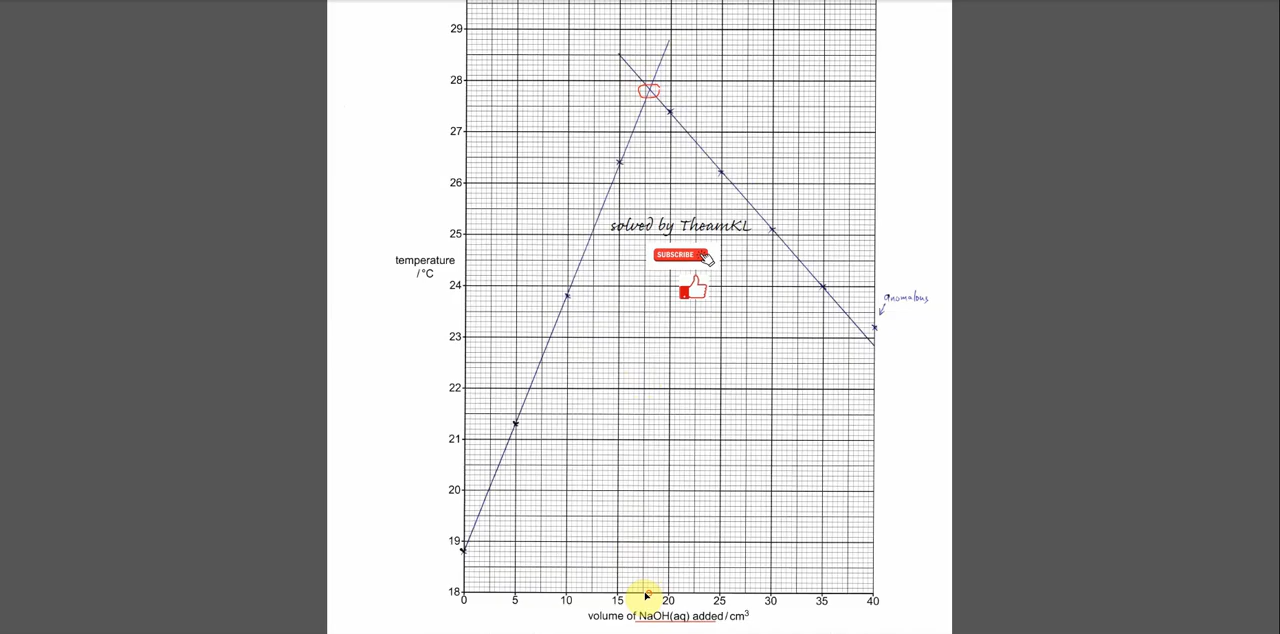 29
28
27
26
solved by TheamKL
25
SUBSCRIBE
temperature
/°C
24
anomalous
23
22
21
20
19
18
0 5 10 15 20 25 30 35 40
volume of NaOH(aq) added/cm³